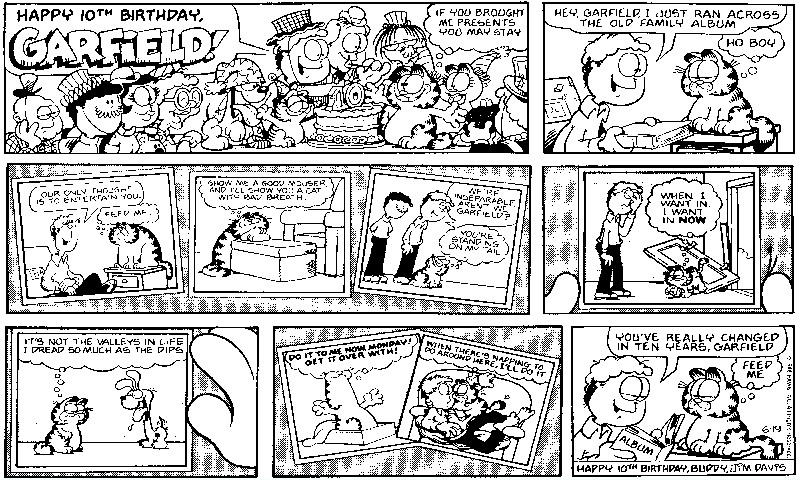 HAPPY 10TH BIRTHDAY,
GARFIELD!
IF YOU BROUGHT
ME PRESENTS
YOU MAY STAY
10
HEY, GARFIELD, I JUST RAN ACROSS
THE OLD FAMILY ALBUM
HO BOY
OUR ONLY THOUGHT
IS TO ENTERTAIN YOU.
FEED ME.
SHOW ME A GOOD MOUSER
AND I'LL SHOW YOU A CAT
WITH BAD BREATH.
WE'RE
INSEPARABLE,
AREN'T WE,
GARFIELD?
YOU'RE
STANDING
ON MY TAIL
WHEN I
WANT IN,
I WANT
IN NOW
IT'S NOT THE VALLEYS IN LIFE
I DREAD SO MUCH AS THE DIPS.
DO IT TO ME NOW, MONDAY!
GET IT OVER WITH!
WHEN THERE'S NAPPING TO
DO AROUND HERE, I'LL DO IT
YOU'VE REALLY CHANGED
IN TEN YEARS, GARFIELD
FEED
ME
ALBUM
6-19
HAPPY 10TH BIRTHDAY, BUDDY, JIM DAVIS